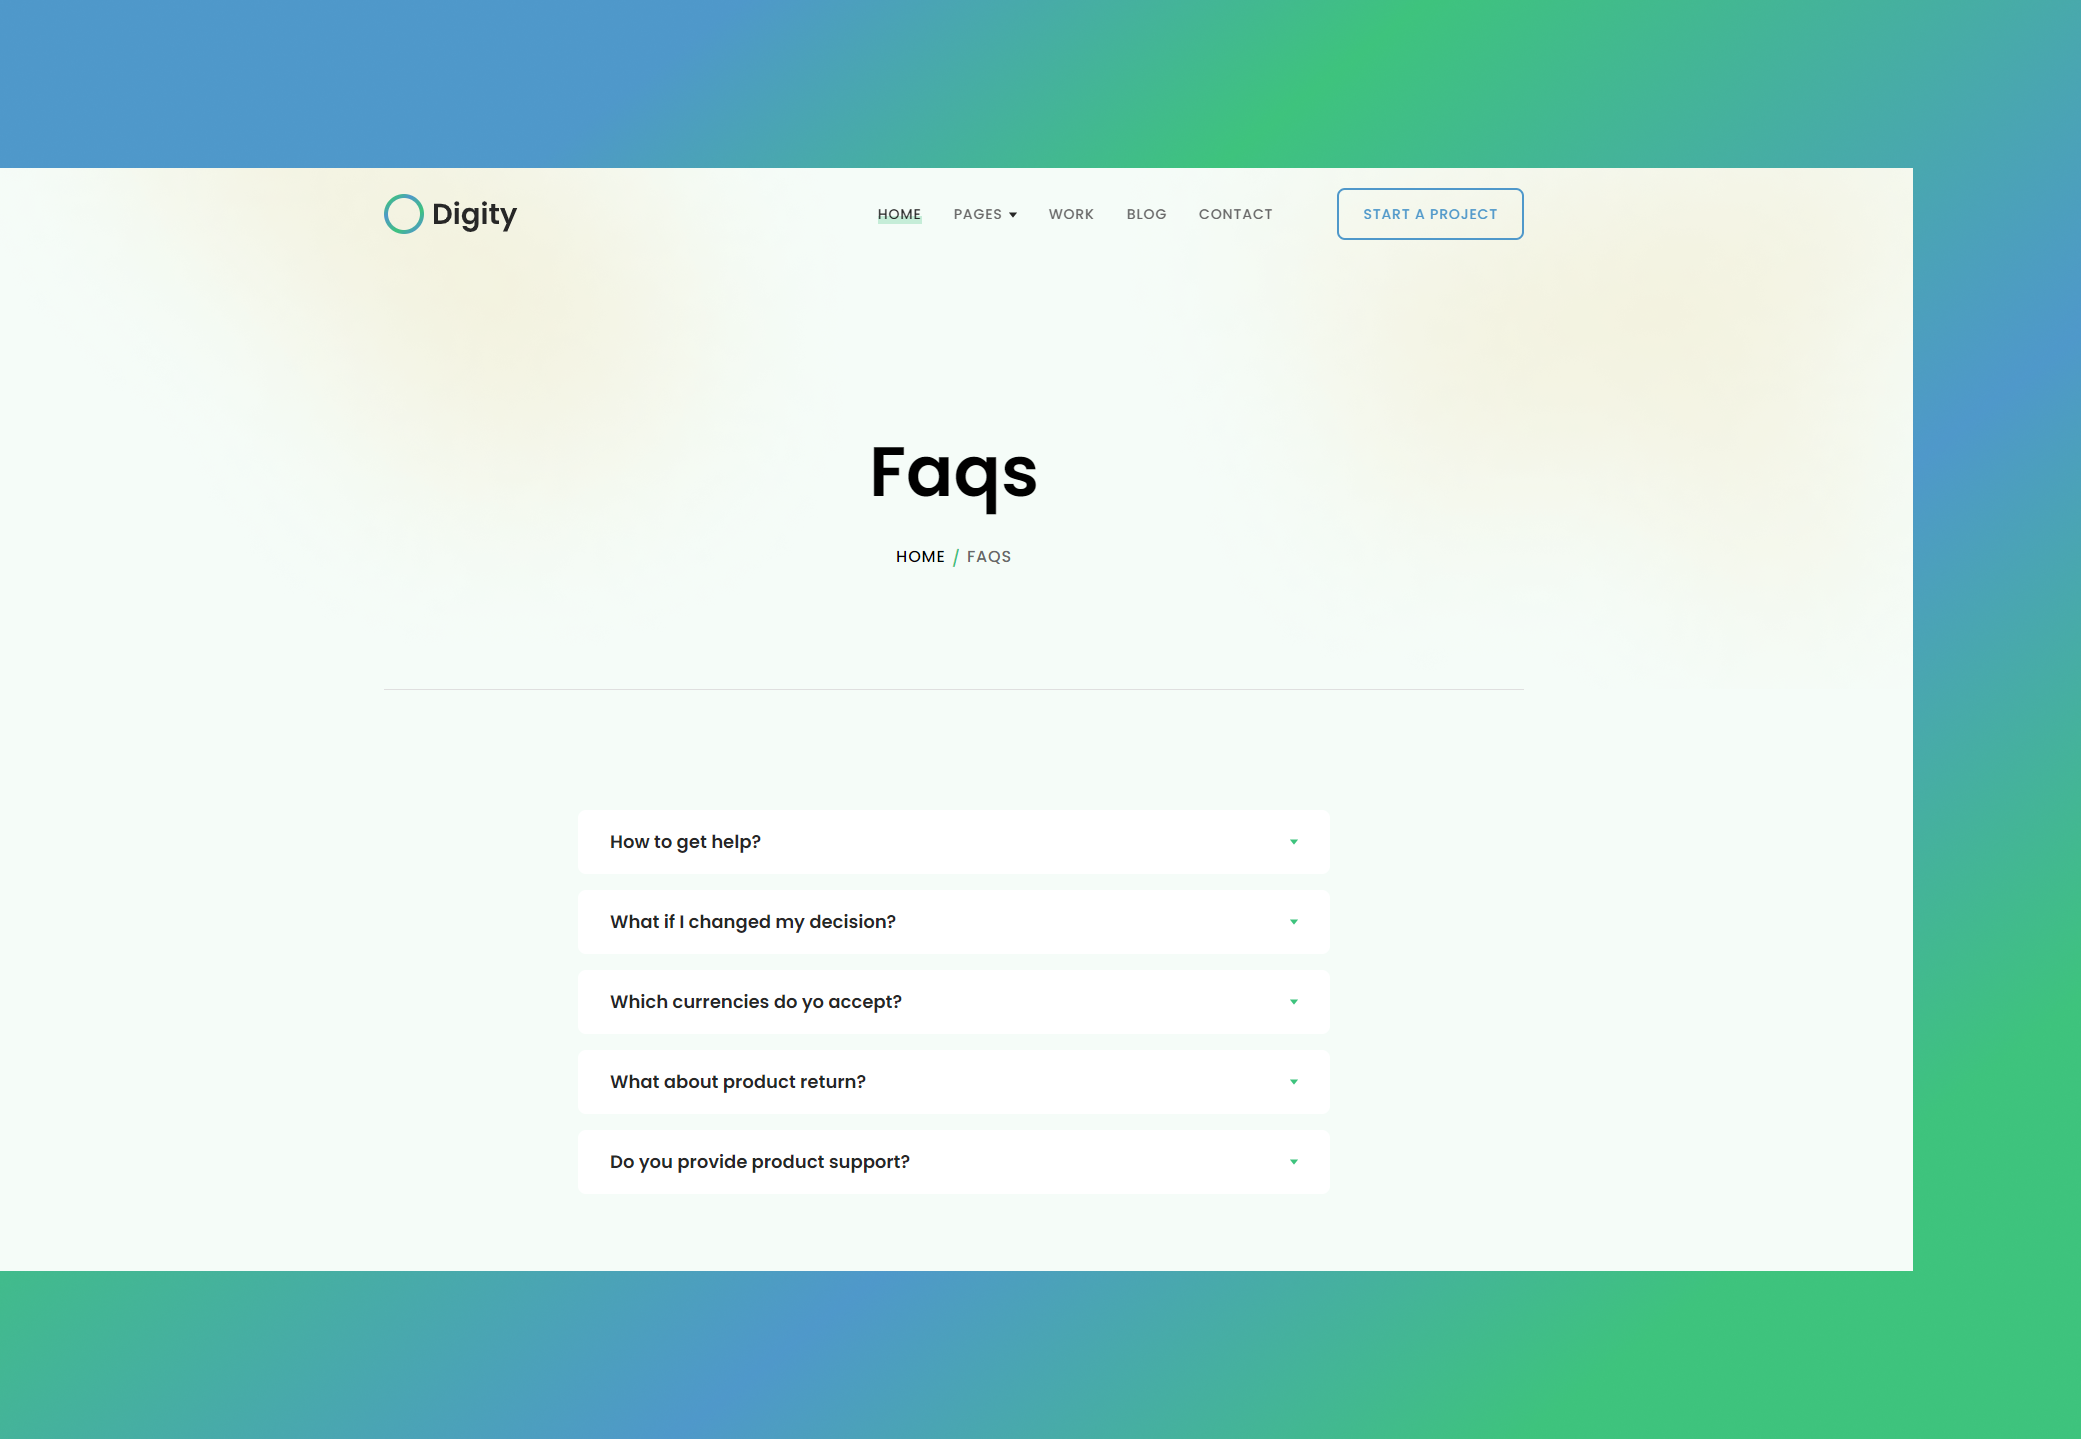 Digity
HOME PAGES WORK BLOG CONTACT START A PROJECT
Faqs
HOME / FAQS
How to get help?
What if I changed my decision?
Which currencies do yo accept?
What about product return?
Do you provide product support?